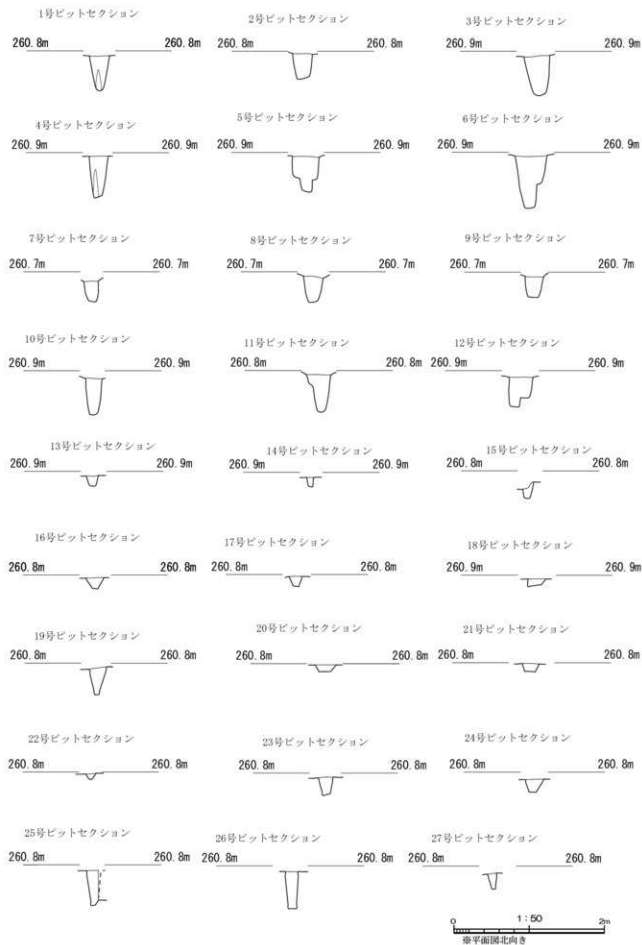 1号ピットセクション
260.8m 260.8m
2号ピットセクション
260.8m 260.8m
3号ピットセクション
260.9m 260.9m
4号ピットセクション
260.9m 260.9m
5号ピットセクション
260.9m 260.9m
6号ピットセクション
260.9m 260.9m
7号ピットセクション
260.7m 260.7m
8号ピットセクション
260.7m 260.7m
9号ピットセクション
260.7m 260.7m
10号ピットセクション
260.9m 260.9m
11号ピットセクション
260.8m 260.8m
12号ピットセクション
260.9m 260.9m
13号ピットセクション
260.9m 260.9m
14号ピットセクション
260.9m 260.9m
15号ピットセクション
260.8m 260.8m
16号ピットセクション
260.8m 260.8m
17号ピットセクション
260.8m 260.8m
18号ピットセクション
260.9m 260.9m
19号ピットセクション
260.8m 260.8m
20号ピットセクション
260.8m 260.8m
21号ピットセクション
260.8m 260.8m
22号ピットセクション
260.8m 260.8m
23号ピットセクション
260.8m 260.8m
24号ピットセクション
260.8m 260.8m
25号ピットセクション
260.8m 260.8m
26号ピットセクション
260.8m 260.8m
27号ピットセクション
260.8m 260.8m
0 1:50 2m
※平面図北向き